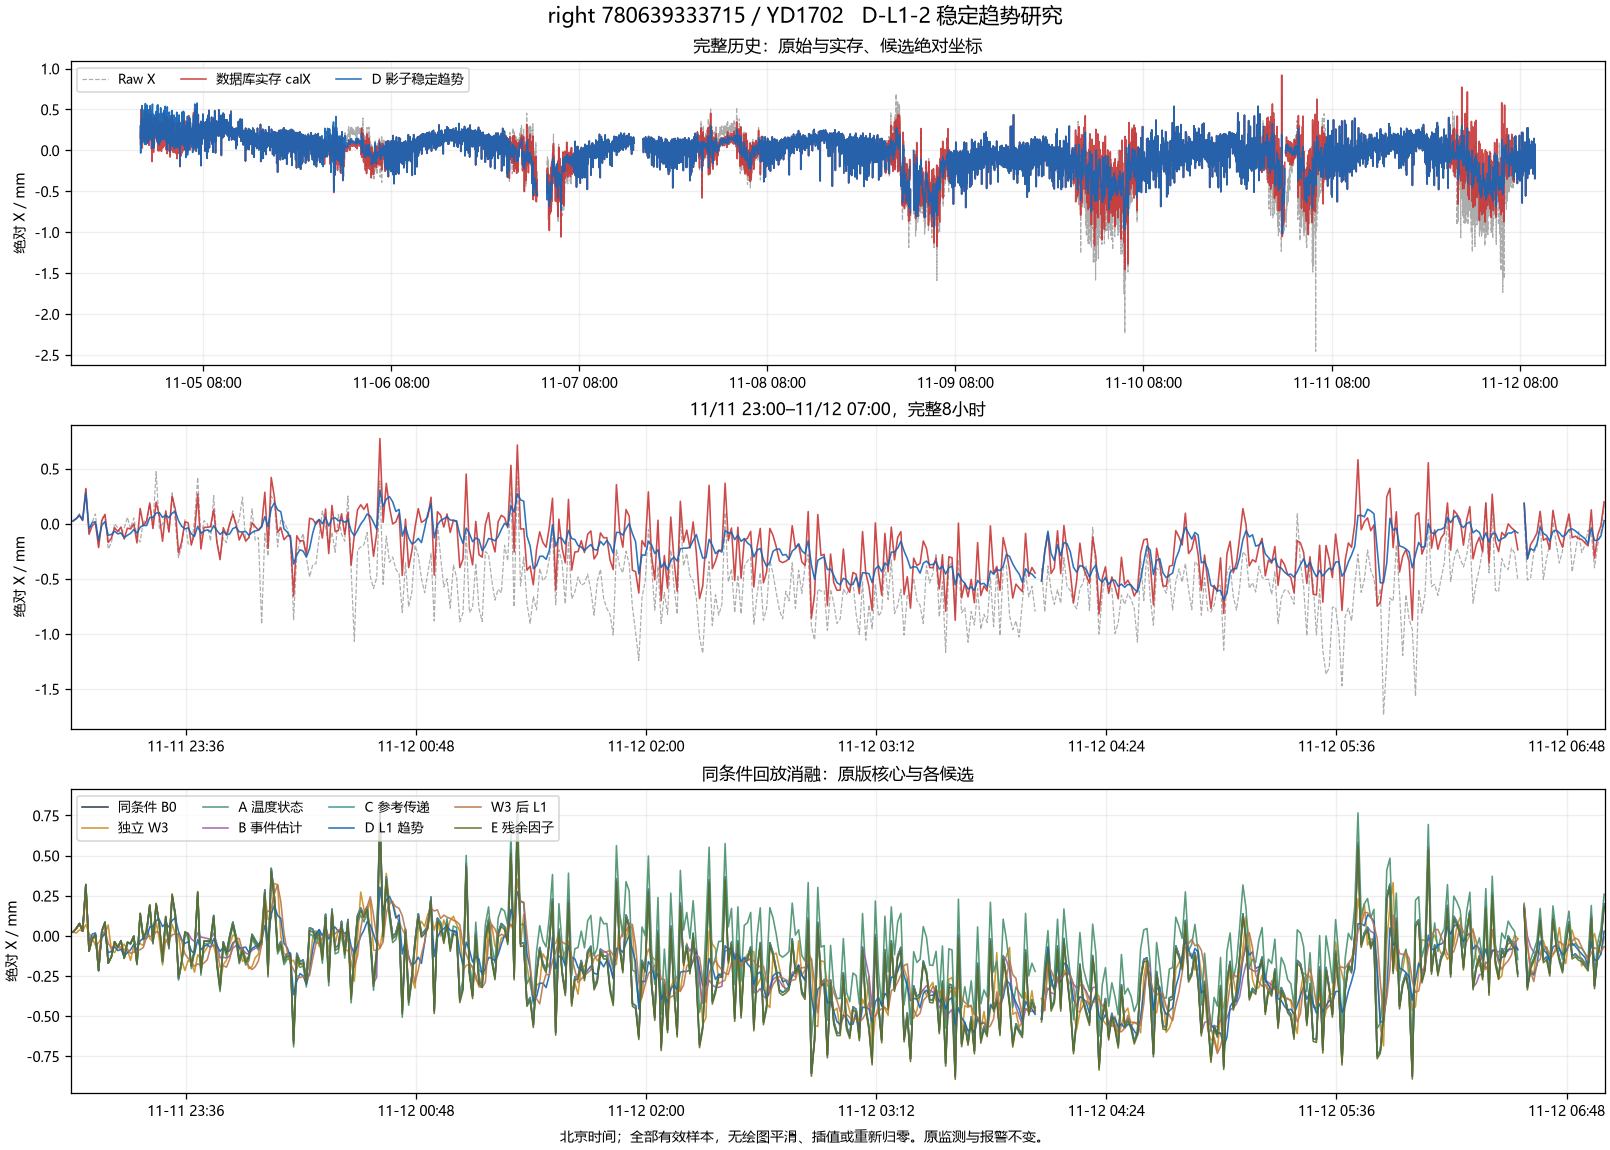 right 780639333715 / YD1702   D-L1-2 稳定趋势研究
完整历史：原始与实存、候选绝对坐标
Raw X
数据库实存 calX
D 影子稳定趋势
绝对 X / mm
1.0
0.5
0.0
-0.5
-1.0
-1.5
-2.0
-2.5
11-05 08:00
11-06 08:00
11-07 08:00
11-08 08:00
11-09 08:00
11-10 08:00
11-11 08:00
11-12 08:00
11/11 23:00–11/12 07:00，完整8小时
绝对 X / mm
0.5
0.0
-0.5
-1.0
-1.5
11-11 23:36
11-12 00:48
11-12 02:00
11-12 03:12
11-12 04:24
11-12 05:36
11-12 06:48
同条件回放消融：原版核心与各候选
同条件 B0
A 温度状态
C 参考传递
W3 后 L1
独立 W3
B 事件估计
D L1 趋势
E 残余因子
绝对 X / mm
0.75
0.50
0.25
0.00
-0.25
-0.50
-0.75
11-11 23:36
11-12 00:48
11-12 02:00
11-12 03:12
11-12 04:24
11-12 05:36
11-12 06:48
北京时间；全部有效样本，无绘图平滑、插值或重新归零。原监测与报警不变。